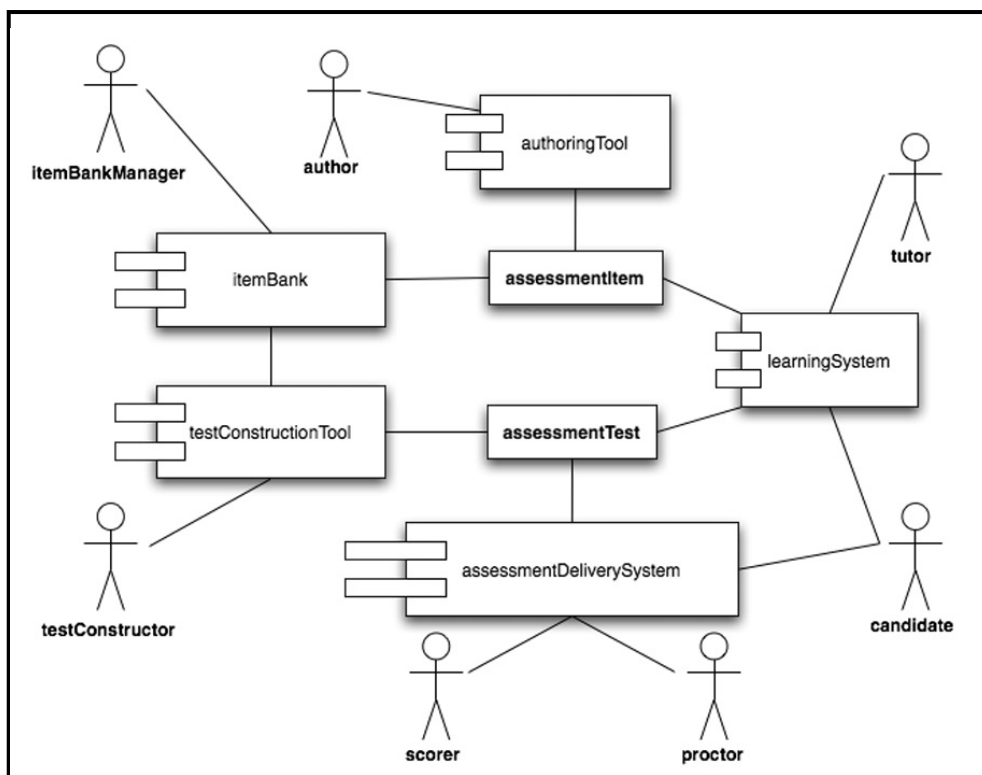 author
authoringTool
itemBankManager
tutor
itemBank
assessmentItem
learningSystem
testConstructionTool
assessmentTest
assessmentDeliverySystem
testConstructor
candidate
scorer
proctor